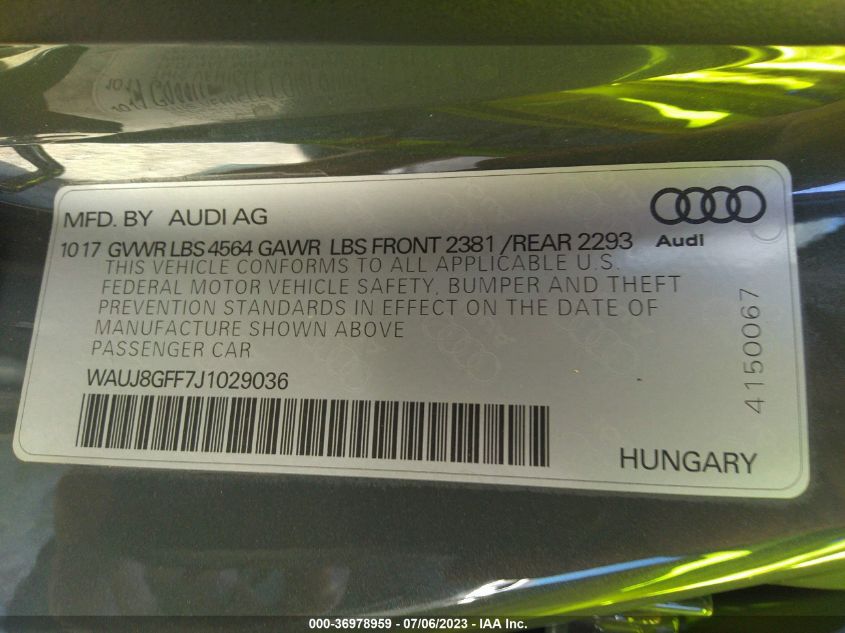 MFD. BY AUDI AG
1017 GVWR LBS 4564 GAWR LBS FRONT 2381 /REAR 2293
Audi
THIS VEHICLE CONFORMS TO ALL APPLICABLE U.S.
FEDERAL MOTOR VEHICLE SAFETY, BUMPER AND THEFT
PREVENTION STANDARDS IN EFFECT ON THE DATE OF
MANUFACTURE SHOWN ABOVE
PASSENGER CAR
WAUJ8GFF7J1029036
4150067
HUNGARY
000-36978959 - 07/06/2023 - IAA Inc.